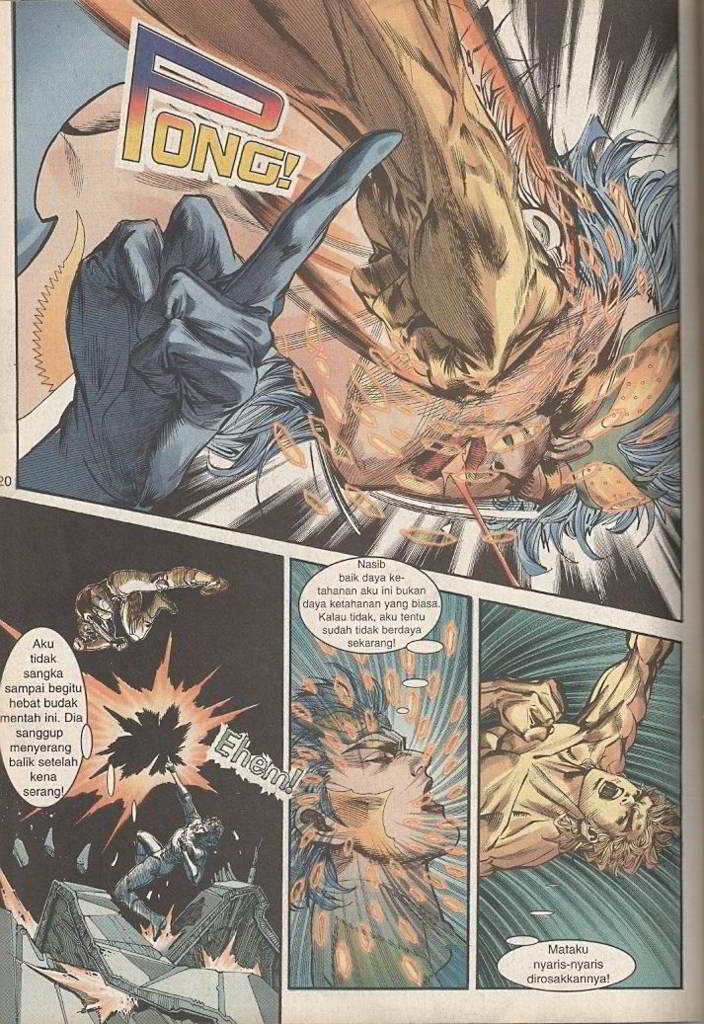 PONG!
20
Aku
tidak
sangka
sampai begitu
hebat budak
mentah ini. Dia
sanggup
menyerang
balik setelah
kena
serang!
Ehem!
Nasib
baik daya ke-
tahanan aku ini bukan
daya ketahanan yang biasa.
Kalau tidak, aku tentu
sudah tidak berdaya
sekarang!
Mataku
nyaris-nyaris
dirosakkannya!